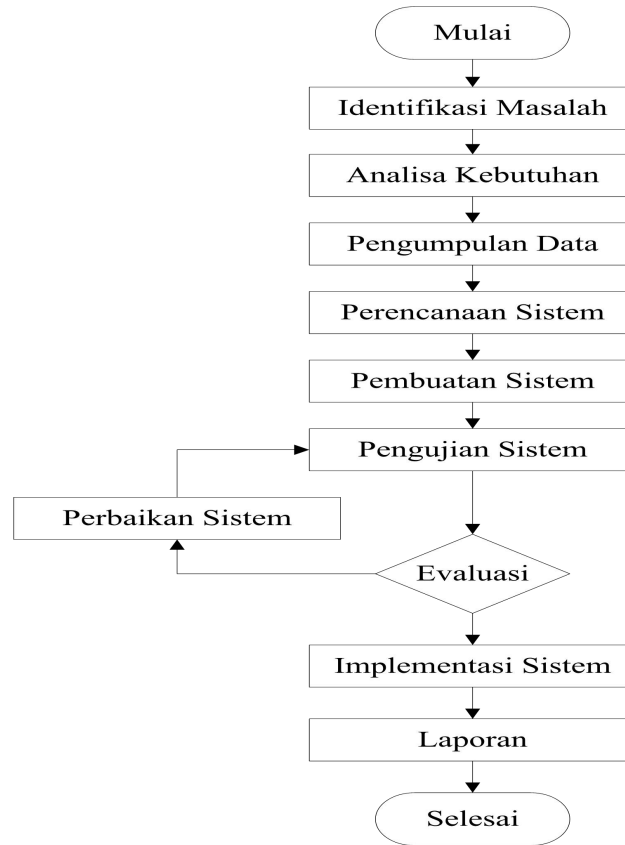 Mulai
Identifikasi Masalah
Analisa Kebutuhan
Pengumpulan Data
Perencanaan Sistem
Pembuatan Sistem
Pengujian Sistem
Perbaikan Sistem
Evaluasi
Implementasi Sistem
Laporan
Selesai